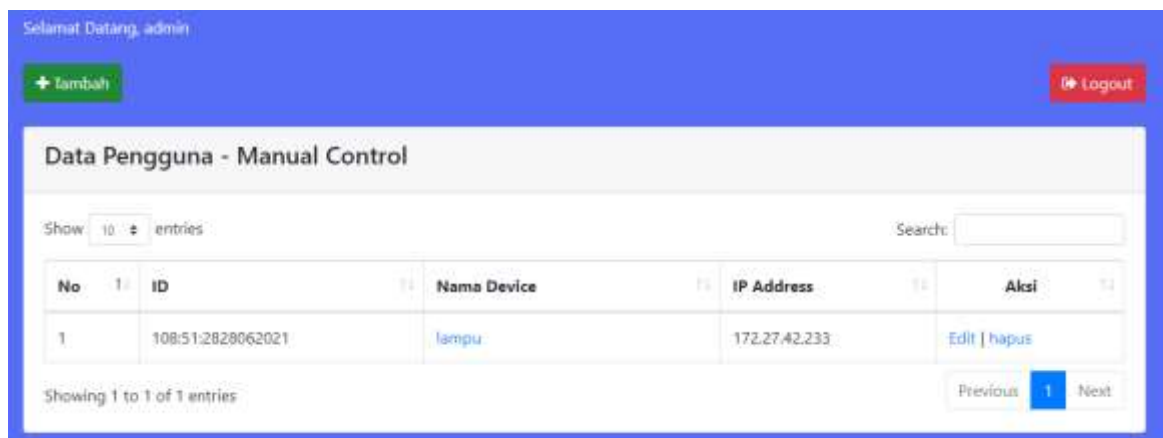 Selamat Datang, admin
Tambah
Logout
Data Pengguna - Manual Control
Show 10 entries
Search:
No ID Nama Device IP Address Aksi
1 108:51:2828062021 lampu 172.27.42.233 Edit | hapus
Showing 1 to 1 of 1 entries
Previous 1 Next